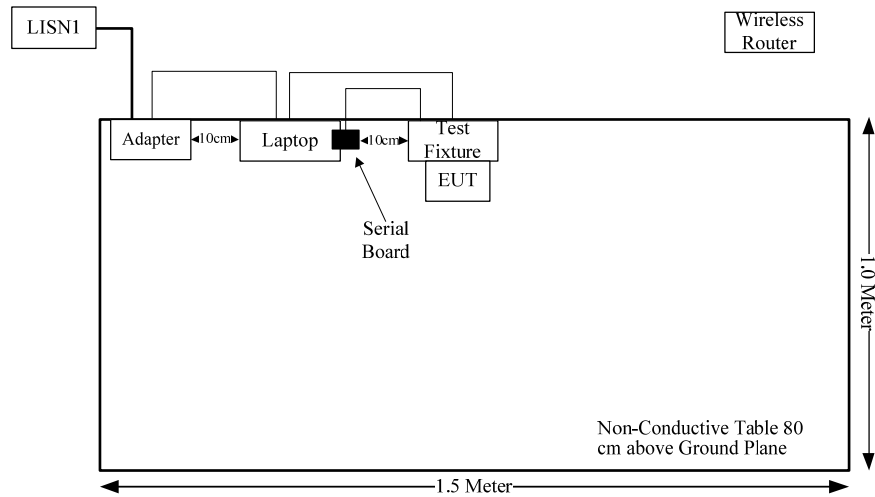 LISN1
Wireless
Router
Adapter
10cm
Laptop
10cm
Test
Fixture
EUT
Serial
Board
1.0 Meter
Non-Conductive Table 80
cm above Ground Plane
1.5 Meter